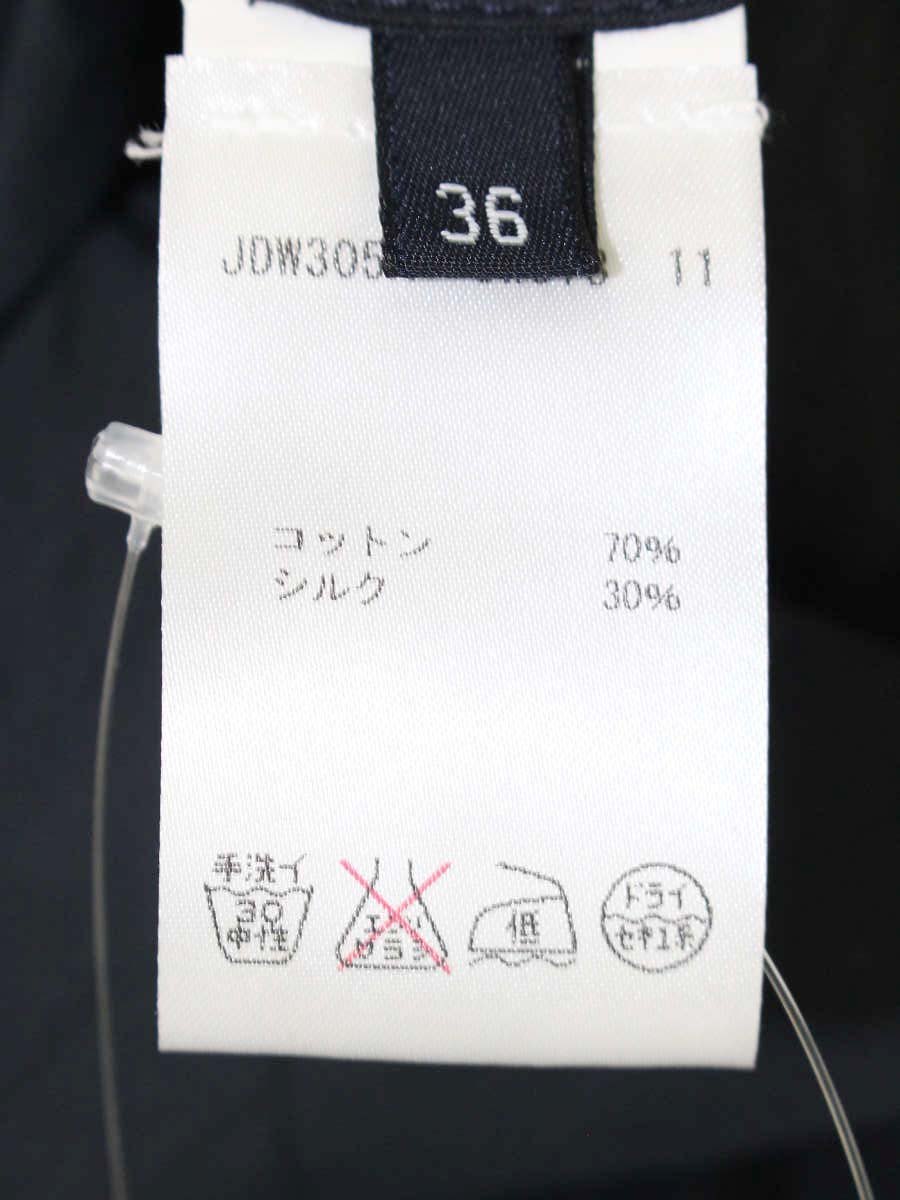 36
JDW305 11
コットン 70%
シルク 30%
手洗イ
30
中性
エンソ
サラシ
低
ドライ
セキユ系